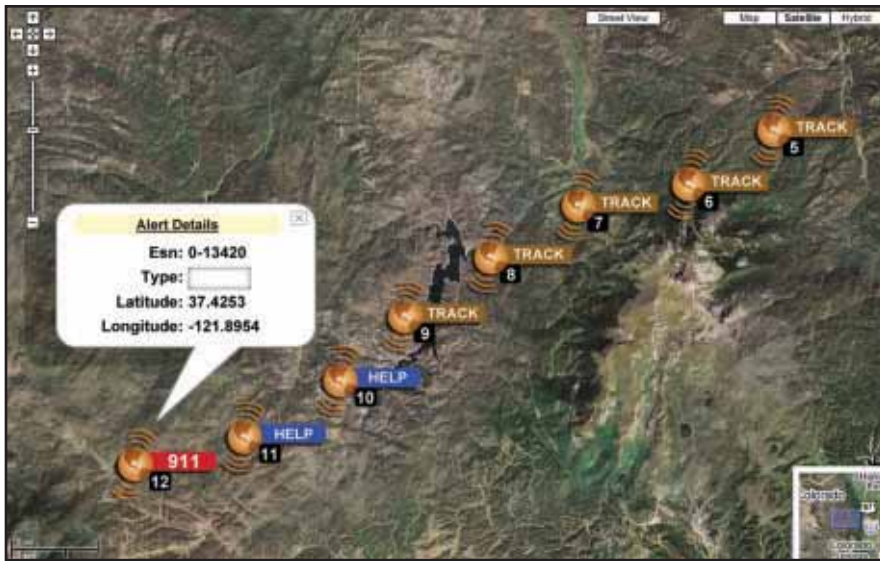 Street View Map Satellite Hybrid
TRACK
5
TRACK
6
TRACK
7
TRACK
8
Alert Details
Esn: 0-13420
Type:
Latitude: 37.4253
Longitude: -121.8954
TRACK
9
HELP
10
HELP
11
911
12
Colorado
Colorado